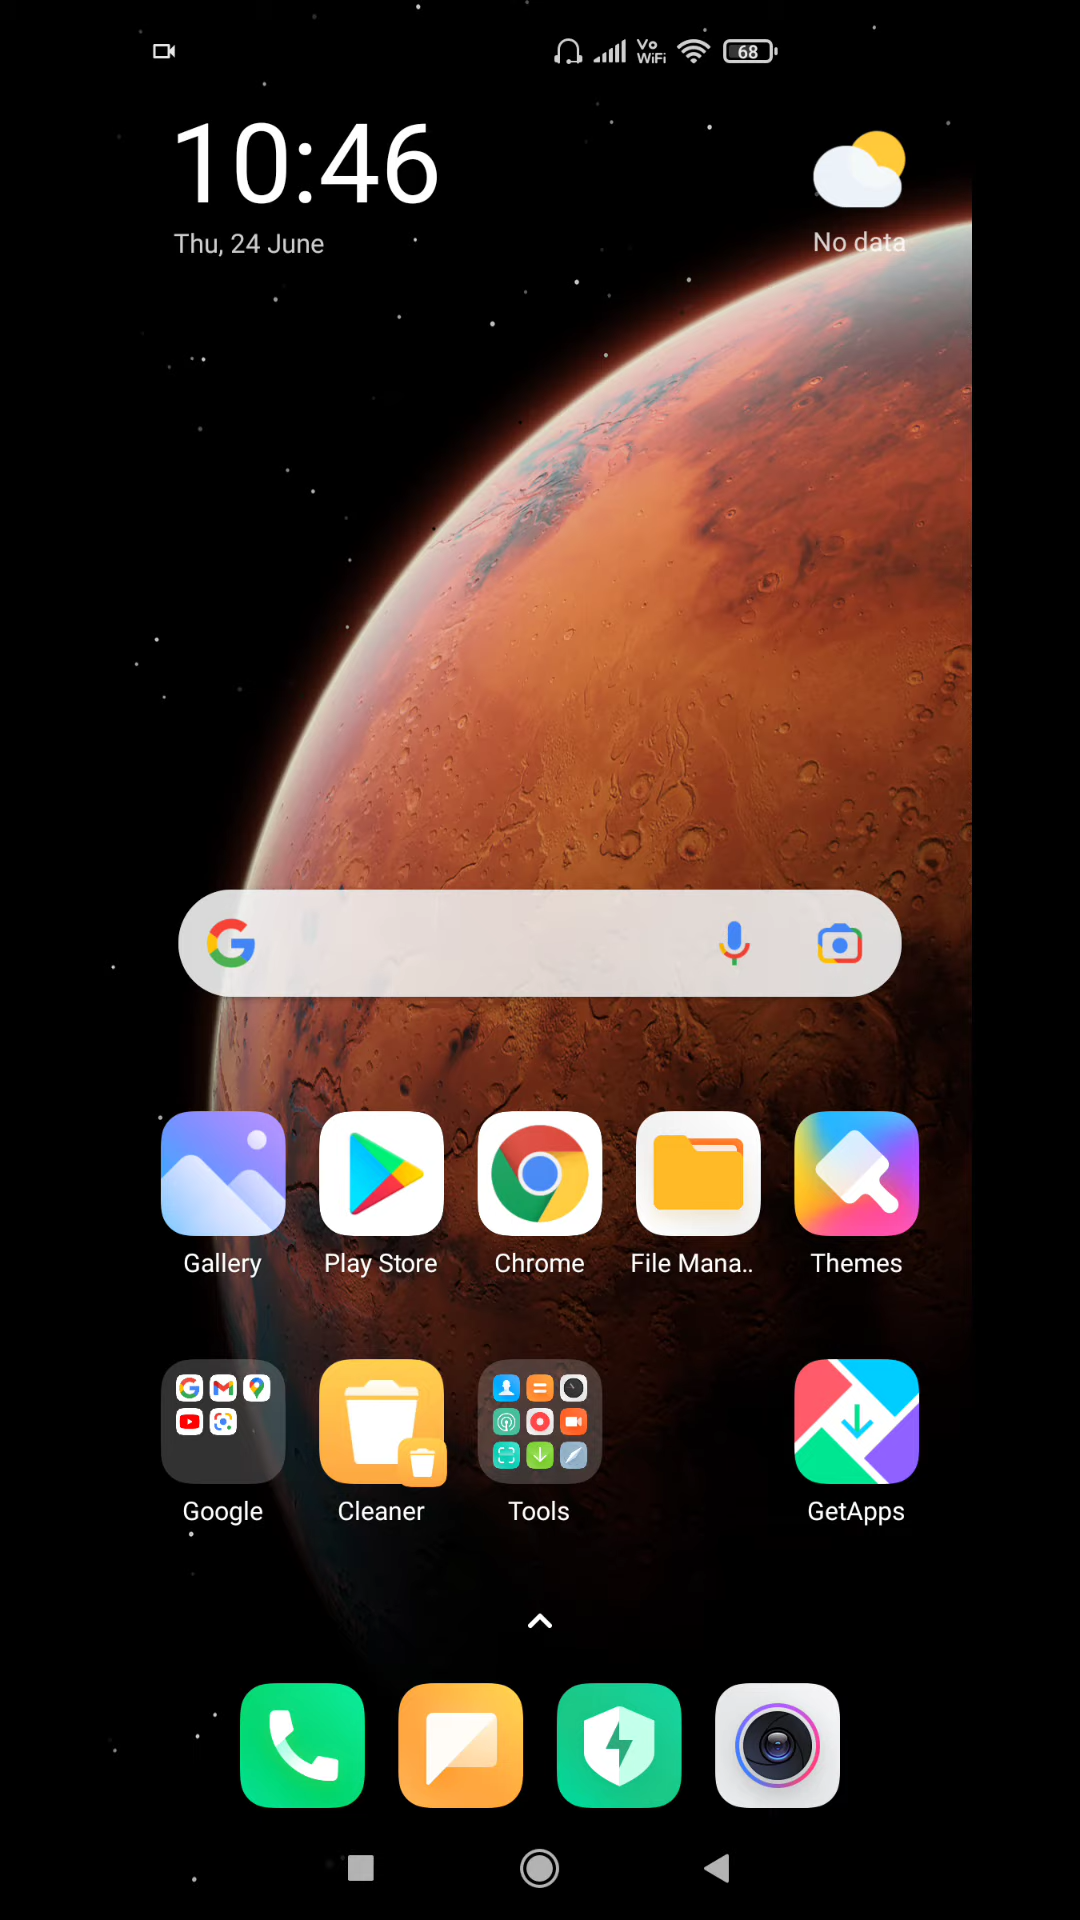 Vo
WiFi
68
10:46
Thu, 24 June
No data
Gallery
Play Store
Chrome
File Mana..
Themes
Google
Cleaner
Tools
GetApps